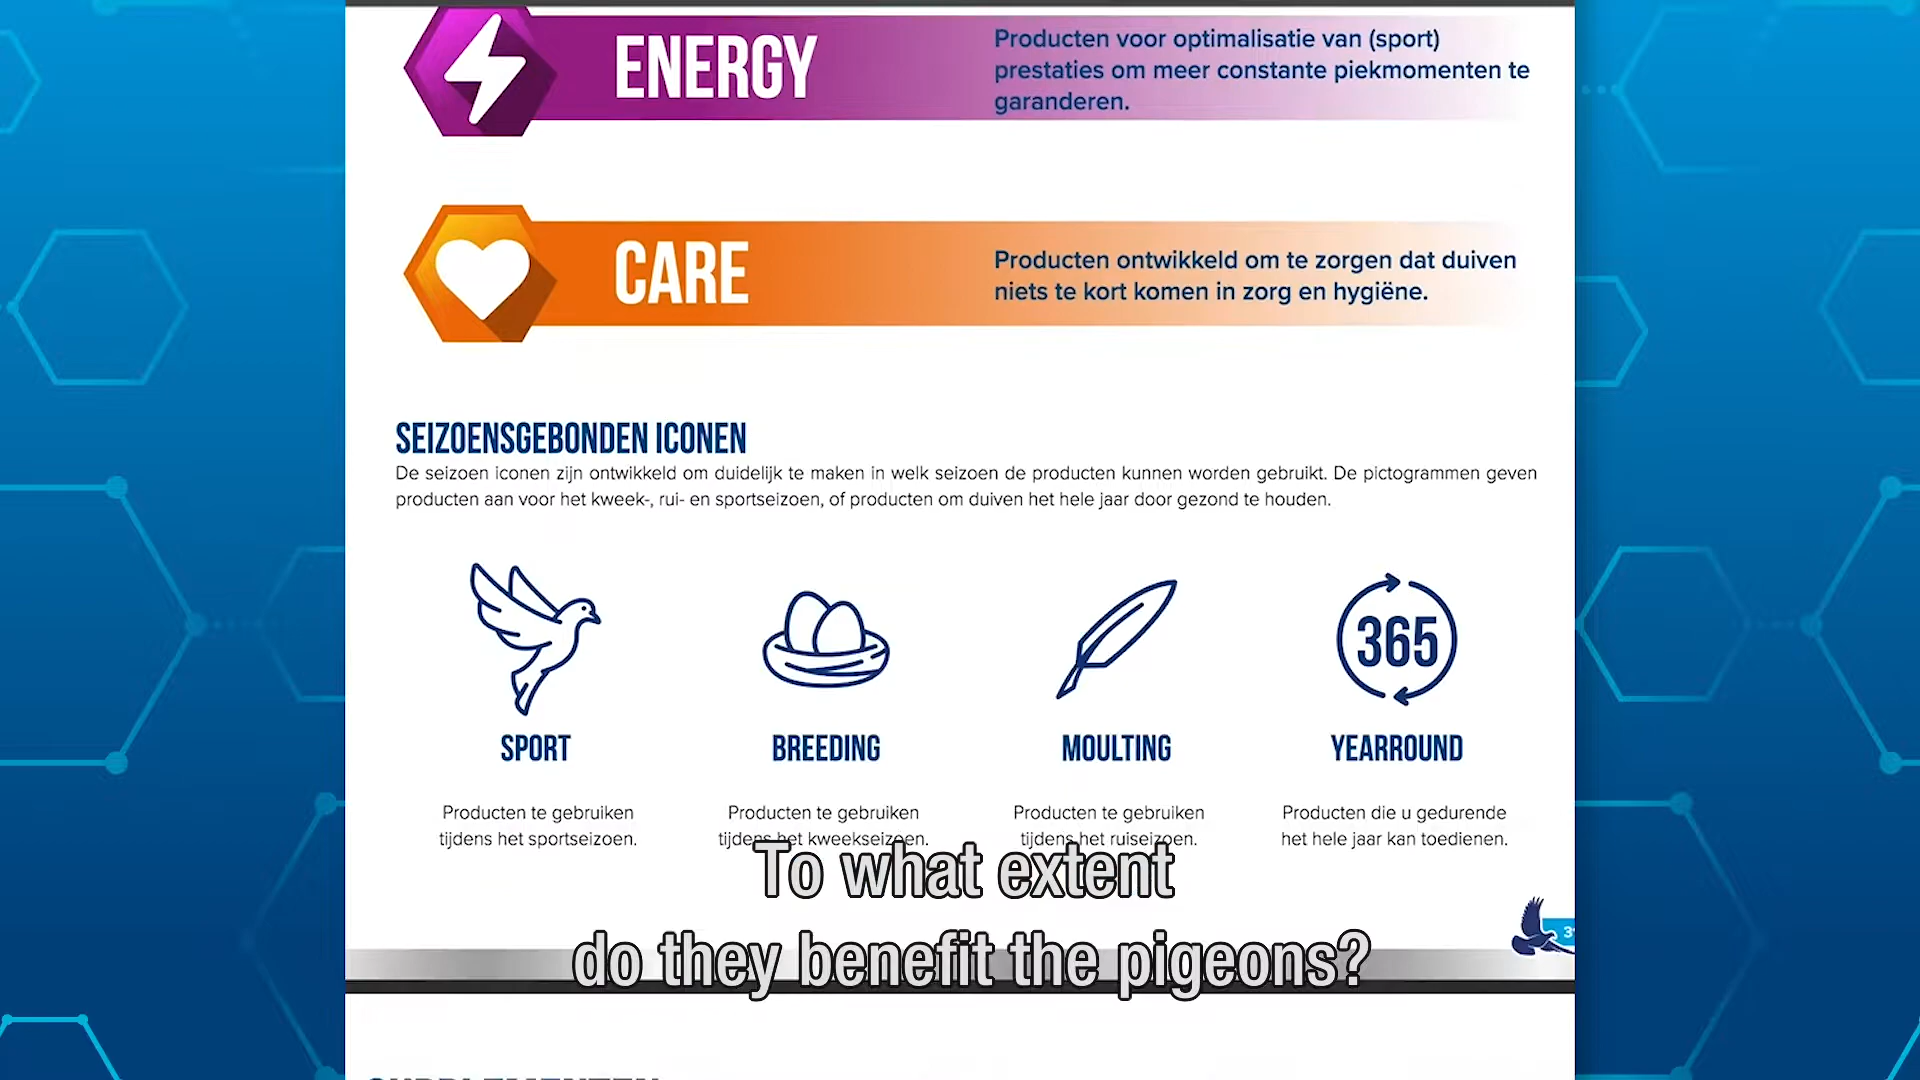 ENERGY
Producten voor optimalisatie van (sport)
prestaties om meer constante piekmomenten te
garanderen.
CARE
Producten ontwikkeld om te zorgen dat duiven
niets te kort komen in zorg en hygiëne.
SEIZOENSGEBONDEN ICONEN
De seizoen iconen zijn ontwikkeld om duidelijk te maken in welk seizoen de producten kunnen worden gebruikt. De pictogrammen geven
producten aan voor het kweek-, rui- en sportseizoen, of producten om duiven het hele jaar door gezond te houden.
365
SPORT
BREEDING
MOULTING
YEARROUND
Producten te gebruiken
tijdens het sportseizoen.
Producten te gebruiken
tijdens het kweekseizoen.
Producten te gebruiken
tijdens het ruiseizoen.
Producten die u gedurende
het hele jaar kan toedienen.
To what extent
do they benefit the pigeons?